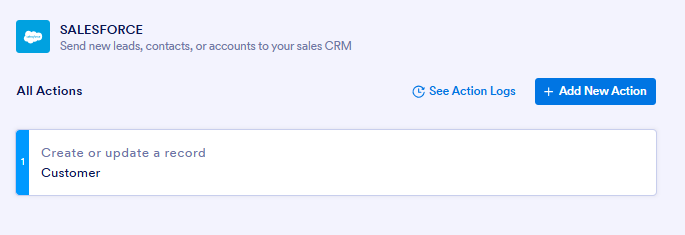 SALESFORCE
Send new leads, contacts, or accounts to your sales CRM
All Actions
See Action Logs
+ Add New Action
1
Create or update a record
Customer